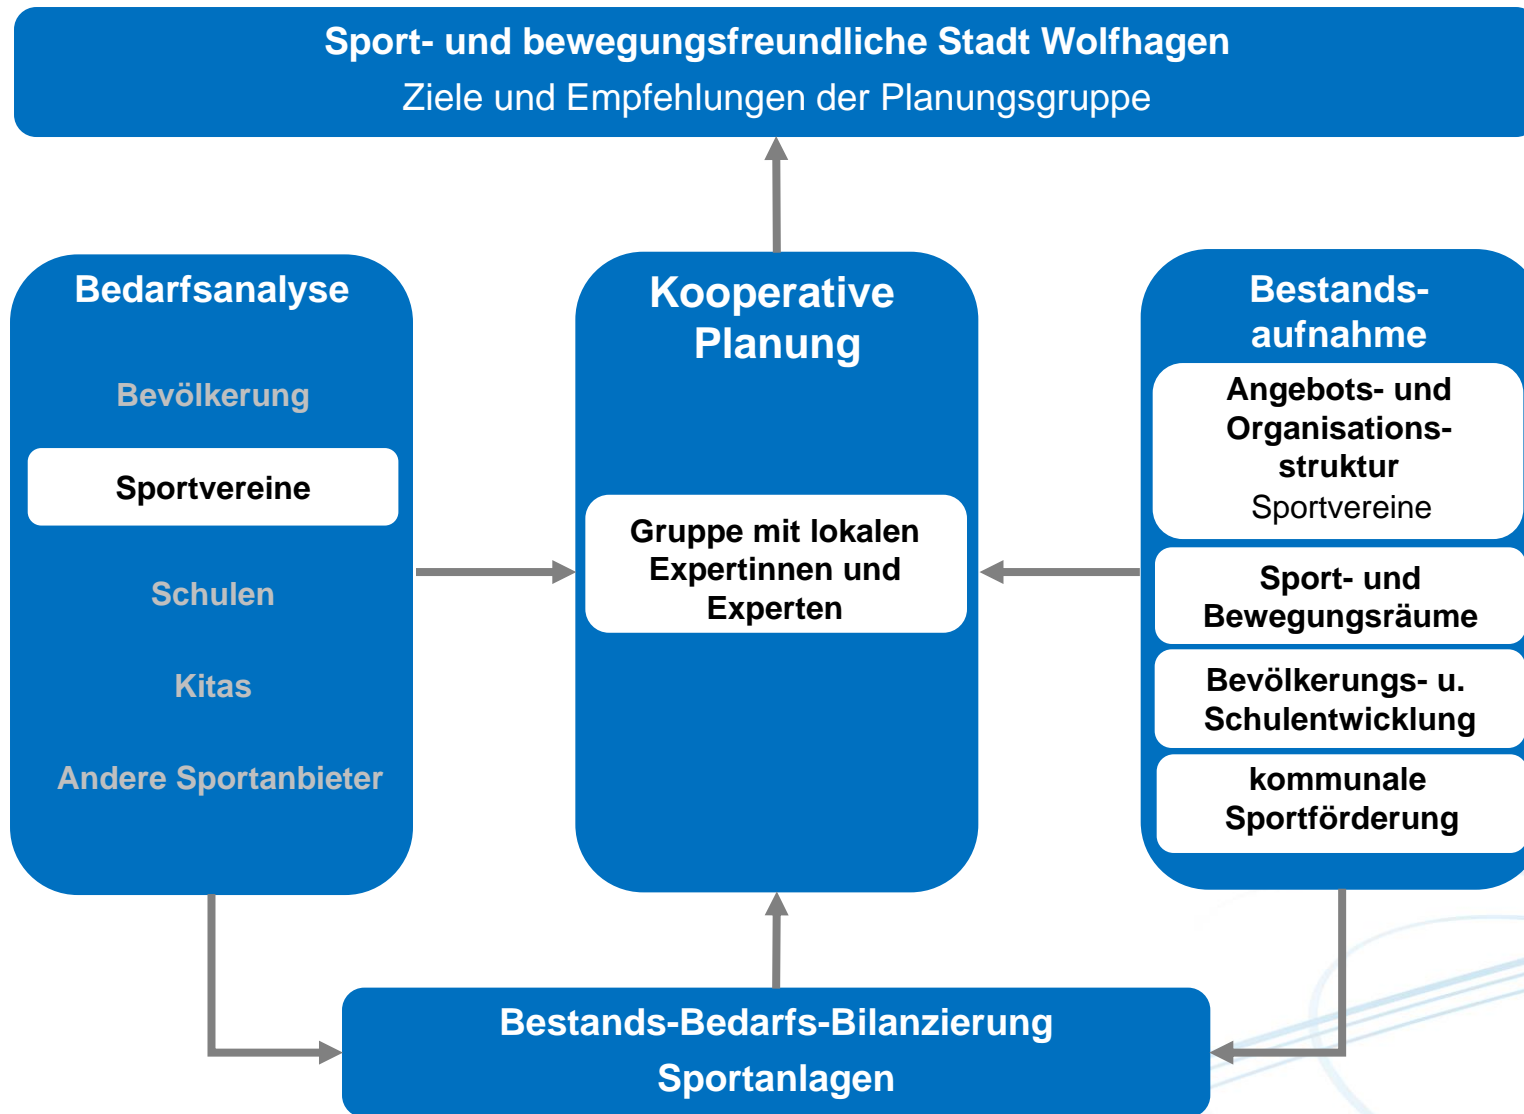 Sport- und bewegungsfreundliche Stadt Wolfhagen
Ziele und Empfehlungen der Planungsgruppe
Bedarfsanalyse
Bevölkerung
Sportvereine
Schulen
Kitas
Andere Sportanbieter
Kooperative
Planung
Gruppe mit lokalen
Expertinnen und
Experten
Bestands-
aufnahme
Angebots- und
Organisations-
struktur
Sportvereine
Sport- und
Bewegungsräume
Bevölkerungs- u.
Schulentwicklung
kommunale
Sportförderung
Bestands-Bedarfs-Bilanzierung
Sportanlagen